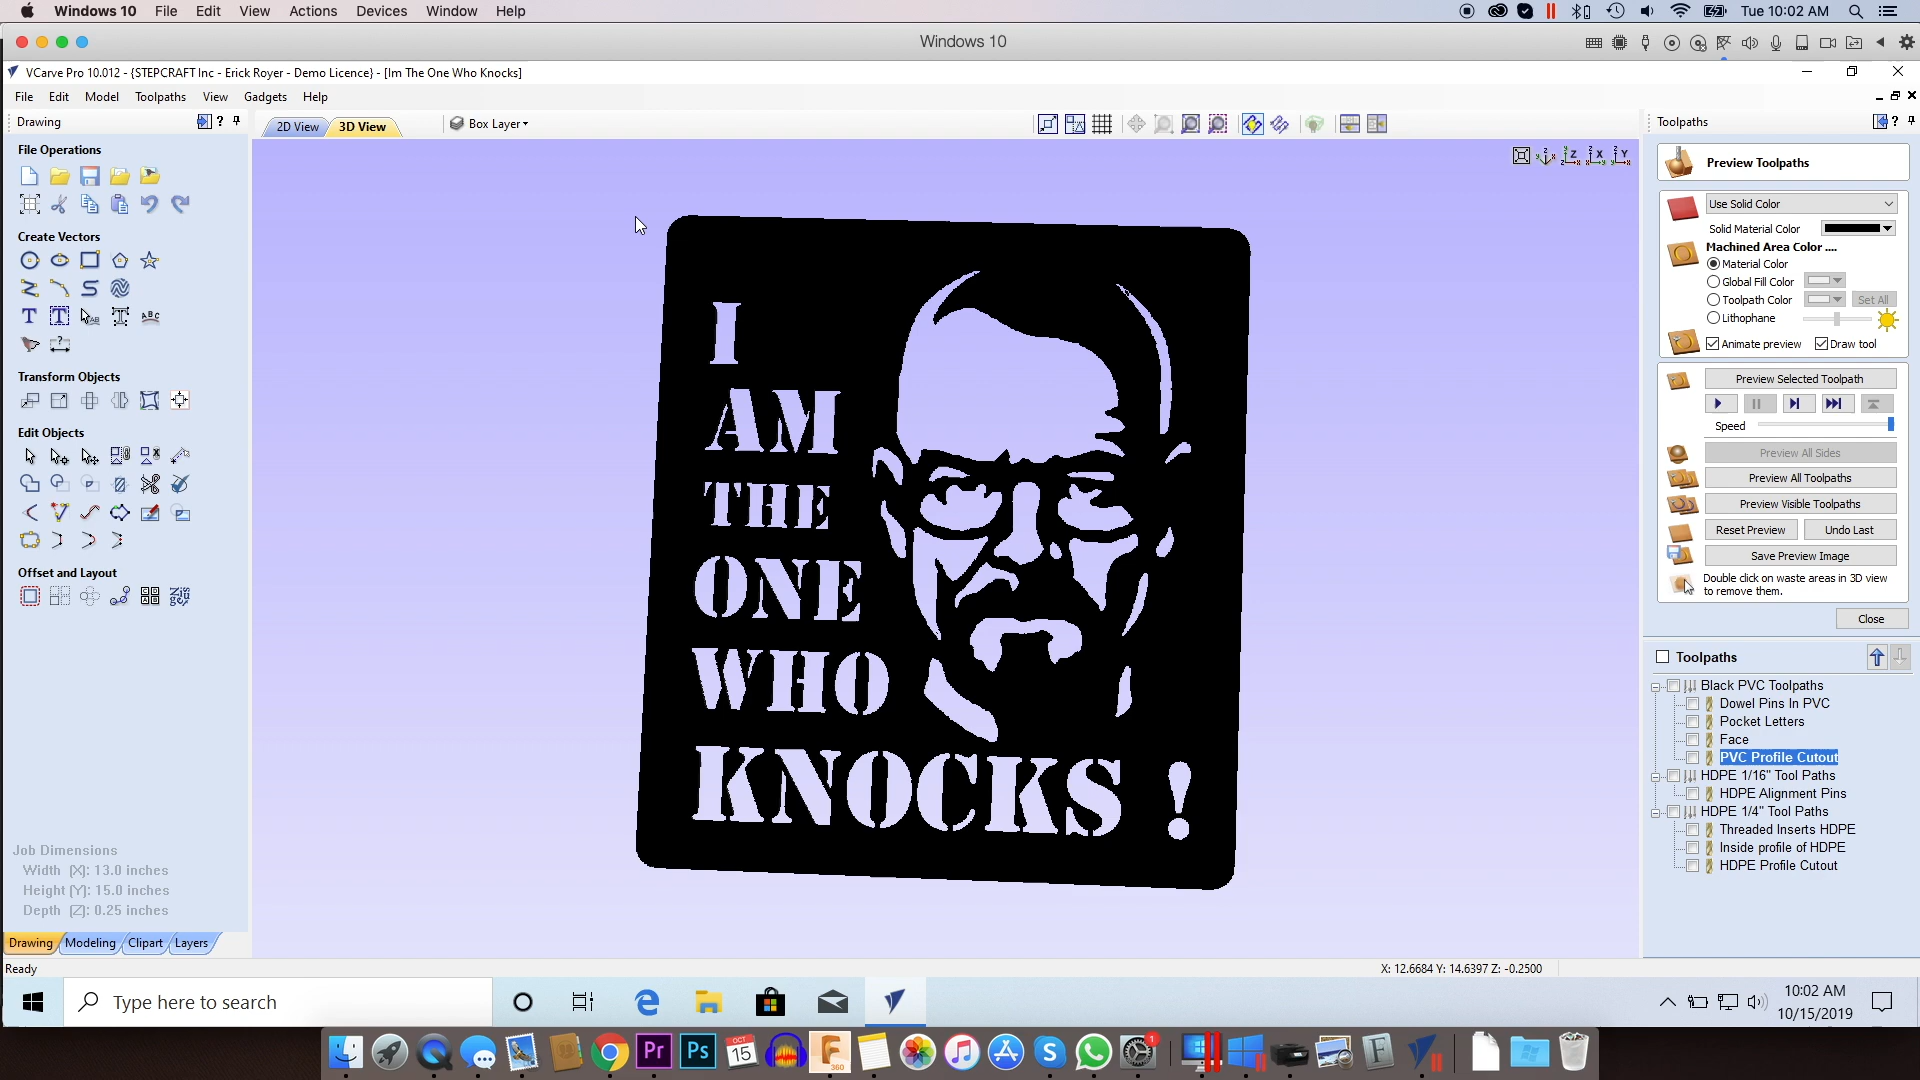 Windows 10 File Edit View Actions Devices Window Help Tue 10:02 AM
Windows 10
VCarve Pro 10.012 - {STEPCRAFT Inc - Erick Royer - Demo Licence} - [Im The One Who Knocks]
File Edit Model Toolpaths View Gadgets Help
Drawing ?
2D View 3D View Box Layer
Toolpaths ?
File Operations
Create Vectors
Transform Objects
Edit Objects
Offset and Layout
Job Dimensions
Width (X): 13.0 inches
Height (Y): 15.0 inches
Depth (Z): 0.25 inches
Drawing Modeling Clipart Layers
Ready
I
AM
THE
ONE
WHO
KNOCKS !
Preview Toolpaths
Use Solid Color
Solid Material Color
Machined Area Color ....
Material Color
Global Fill Color
Toolpath Color Set All
Lithophane
Animate preview Draw tool
Preview Selected Toolpath
Speed
Preview All Sides
Preview All Toolpaths
Preview Visible Toolpaths
Reset Preview Undo Last
Save Preview Image
Double click on waste areas in 3D view
to remove them.
Close
Toolpaths
Black PVC Toolpaths
Dowel Pins In PVC
Pocket Letters
Face
PVC Profile Cutout
HDPE 1/16" Tool Paths
HDPE Alignment Pins
HDPE 1/4" Tool Paths
Threaded Inserts HDPE
Inside profile of HDPE
HDPE Profile Cutout
X: 12.6684 Y: 14.6397 Z: -0.2500
Type here to search
10:02 AM
10/15/2019
Pr Ps OCT 15 F 360 1